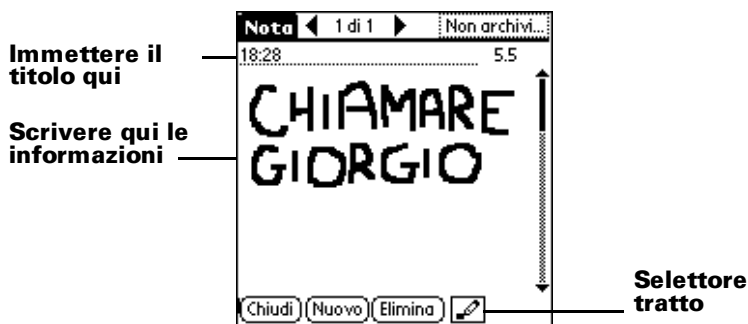 Nota 1 di 1 Non archivi...
18:28 5.5
Immettere il
titolo qui
CHIAMARE
GIORGIO
Scrivere qui le
informazioni
Chiudi Nuovo Elimina
Selettore
tratto